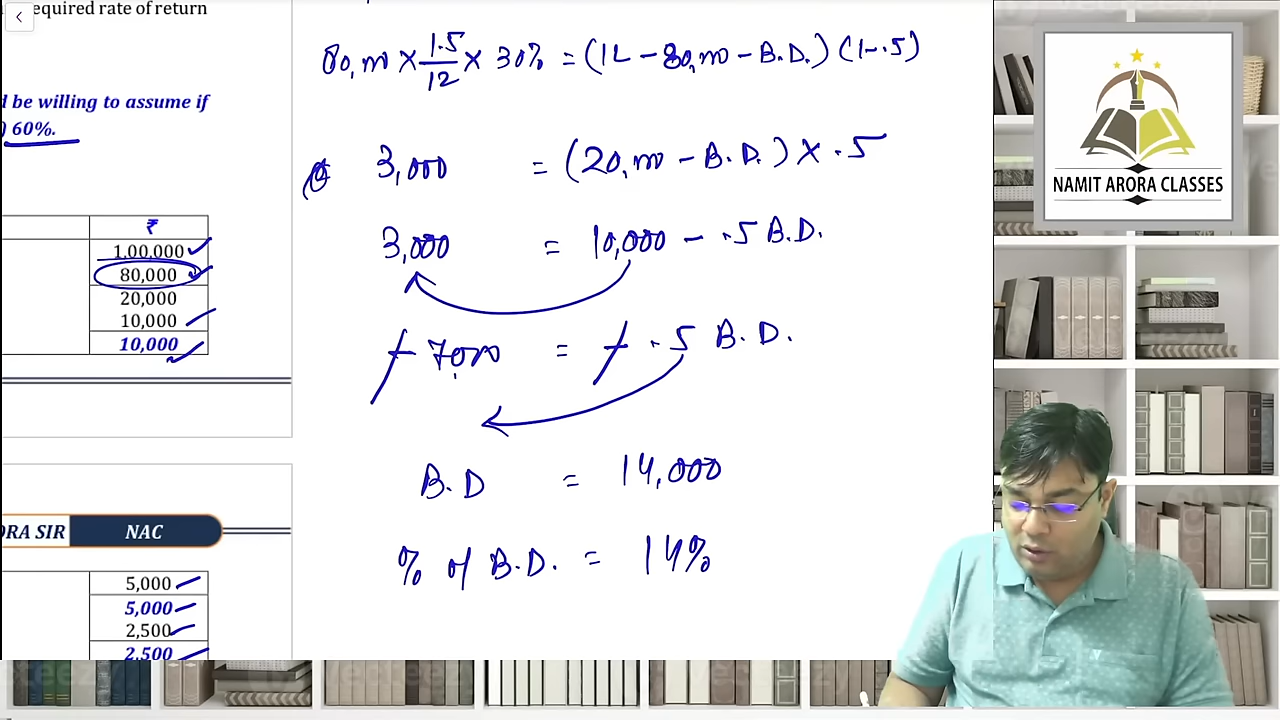 equired rate of return
d be willing to assume if
) 60%.
₹
1,00,000
80,000
20,000
10,000
10,000
ORA SIR NAC
5,000
5,000
2,500
2,500
× 1.5/12 × 30% = (1L - 80,000 - B.D.) (1-.5)
3,000 = (20,000 - B.D.) × .5
3,000 = 10,000 - .5 B.D.
- 7000 = - .5 B.D.
B.D = 14,000
% of B.D. = 14%
NAMIT ARORA CLASSES